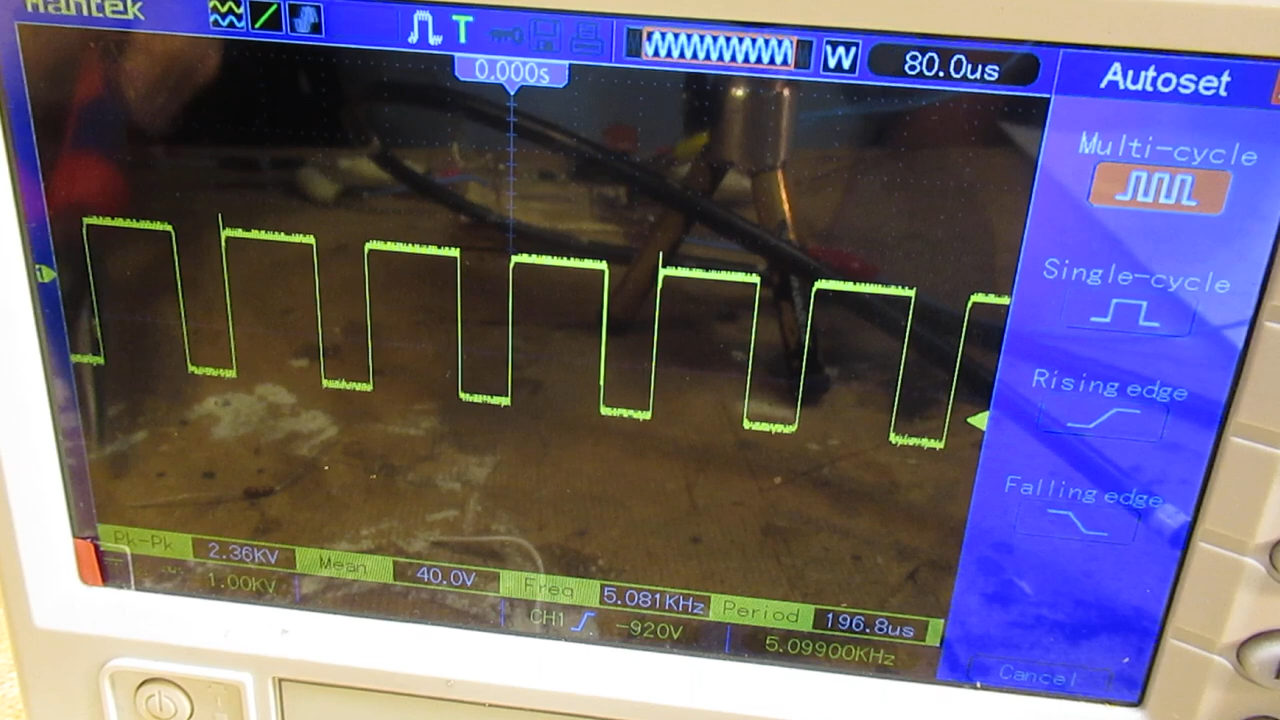 Hantek
T
W
80.0us
0.000s
Autoset
Multi-cycle
Single-cycle
Rising edge
Falling edge
Pk-Pk 2.36KV Mean 40.0V Freq 5.081KHz Period 196.8us
1.00KV CH1 -920V 5.09900KHz
Cancel